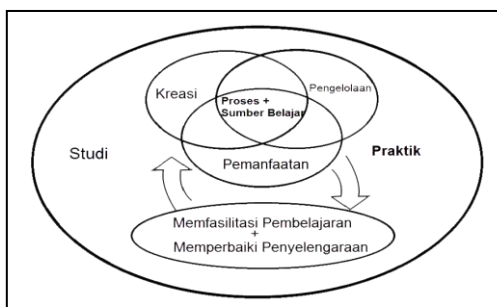 Kreasi
Pengelolaan
Proses +
Sumber Belajar
Studi
Praktik
Pemanfaatan
Memfasilitasi Pembelajaran
+
Memperbaiki Penyelengaraan